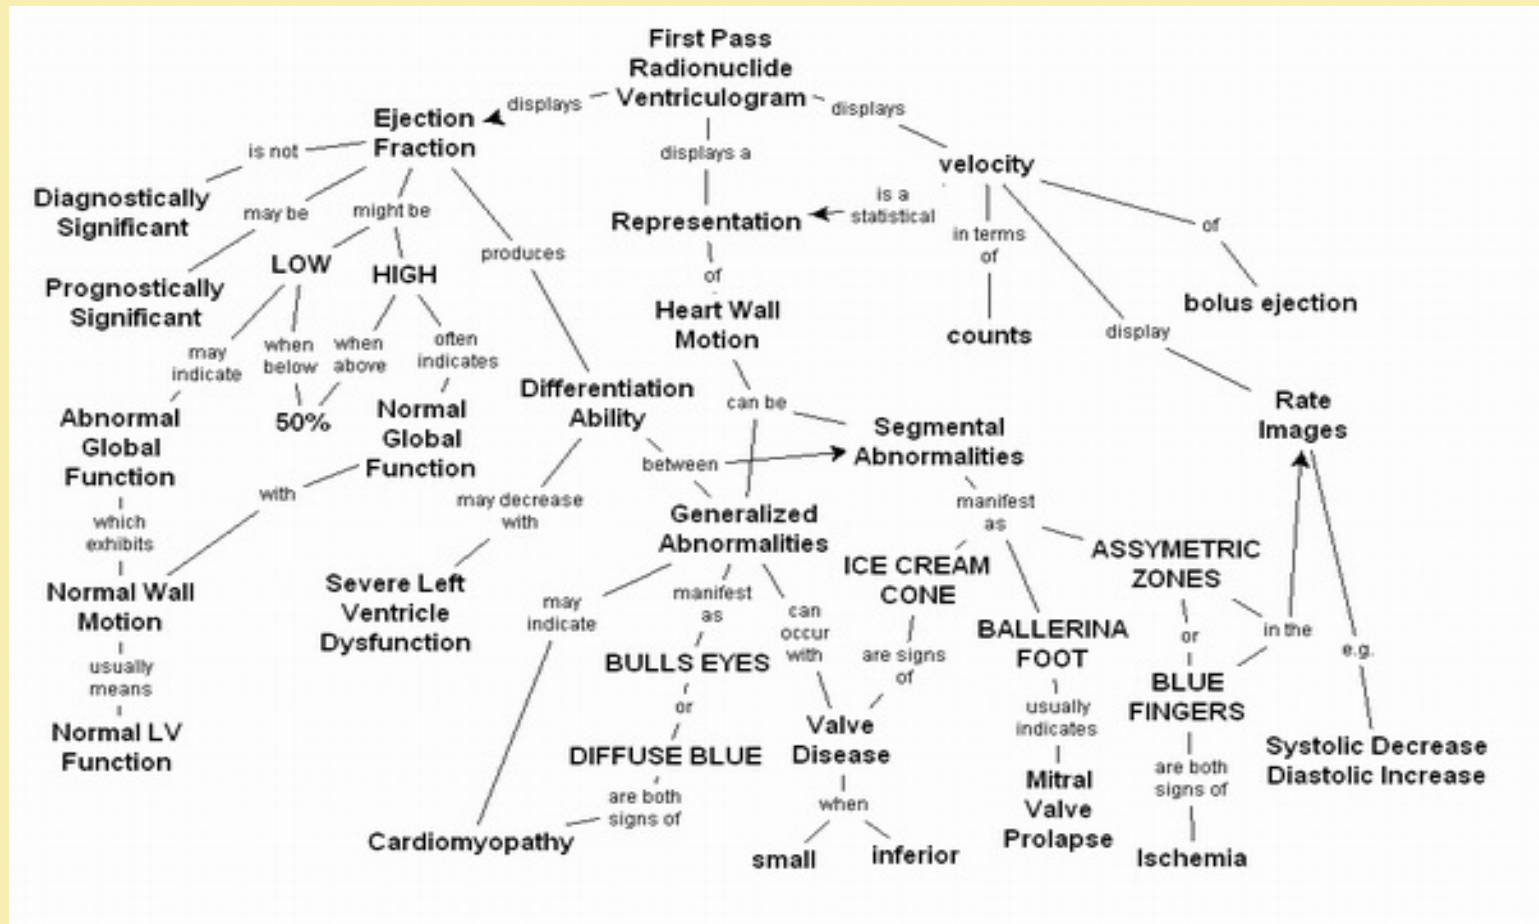 First Pass
Radionuclide
Ventriculogram
displays
displays
Ejection
Fraction
displays a
velocity
is not
Diagnostically
Significant
may be
might be
is a
statistical
Representation
of
in terms
of
produces
LOW
HIGH
Prognostically
Significant
of
Heart Wall
Motion
bolus ejection
counts
display
may
indicate
when
below
when
above
often
indicates
Differentiation
Ability
can be
Rate
Images
Abnormal
Global
Function
50%
Normal
Global
Function
Segmental
Abnormalities
between
with
may decrease
with
manifest
as
which
exhibits
Generalized
Abnormalities
ICE CREAM
CONE
ASSYMETRIC
ZONES
Normal Wall
Motion
Severe Left
Ventricle
Dysfunction
may
indicate
manifest
as
can
occur
with
are signs
of
BALLERINA
FOOT
or
in the
e.g.
usually
means
BULLS EYES
or
BLUE
FINGERS
usually
indicates
Normal LV
Function
DIFFUSE BLUE
Valve
Disease
Systolic Decrease
Diastolic Increase
are both
signs of
when
Mitral
Valve
Prolapse
are both
signs of
Cardiomyopathy
small
inferior
Ischemia